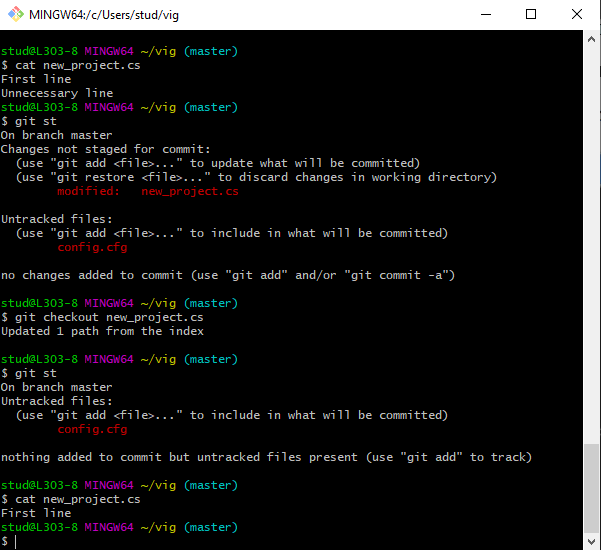 MINGW64:/c/Users/stud/vig
stud@L303-8 MINGW64 ~/vig (master)
$ cat new_project.cs
First line
Unnecessary line
stud@L303-8 MINGW64 ~/vig (master)
$ git st
On branch master
Changes not staged for commit:
  (use "git add <file>..." to update what will be committed)
  (use "git restore <file>..." to discard changes in working directory)
        modified:   new_project.cs

Untracked files:
  (use "git add <file>..." to include in what will be committed)
        config.cfg

no changes added to commit (use "git add" and/or "git commit -a")

stud@L303-8 MINGW64 ~/vig (master)
$ git checkout new_project.cs
Updated 1 path from the index

stud@L303-8 MINGW64 ~/vig (master)
$ git st
On branch master
Untracked files:
  (use "git add <file>..." to include in what will be committed)
        config.cfg

nothing added to commit but untracked files present (use "git add" to track)

stud@L303-8 MINGW64 ~/vig (master)
$ cat new_project.cs
First line
stud@L303-8 MINGW64 ~/vig (master)
$